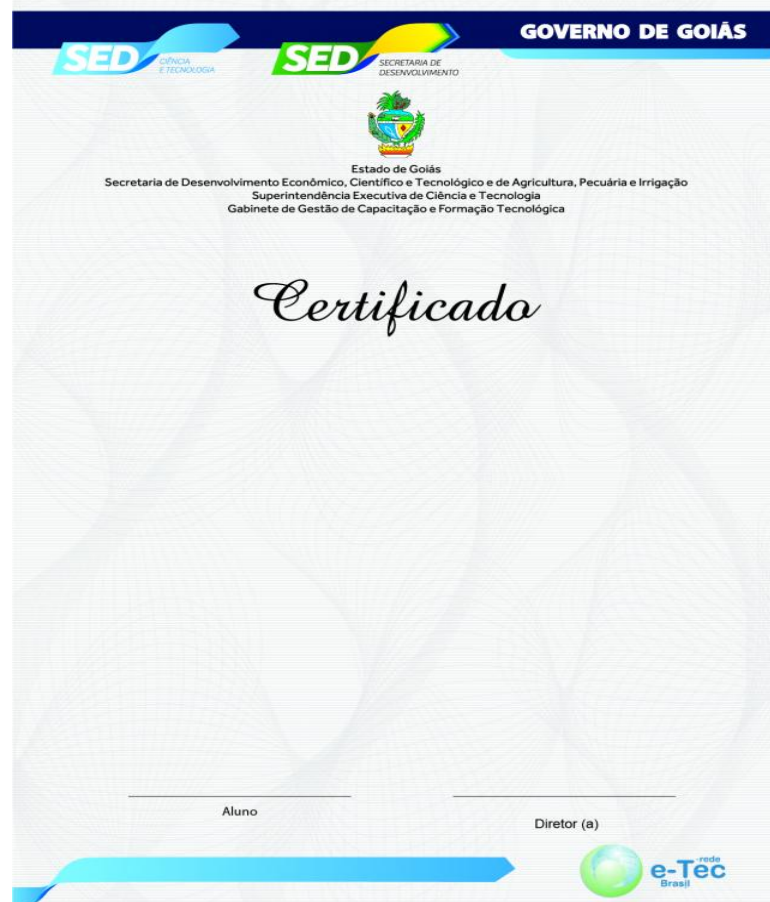 GOVERNO DE GOIÁS
SED CIÊNCIA
E TECNOLOGIA
SED SECRETARIA DE
DESENVOLVIMENTO
Estado de Goiás
Secretaria de Desenvolvimento Econômico, Científico e Tecnológico e de Agricultura, Pecuária e Irrigação
Superintendência Executiva de Ciência e Tecnologia
Gabinete de Gestão de Capacitação e Formação Tecnológica
Certificado
Aluno
Diretor (a)
rede
e-Tec
Brasil